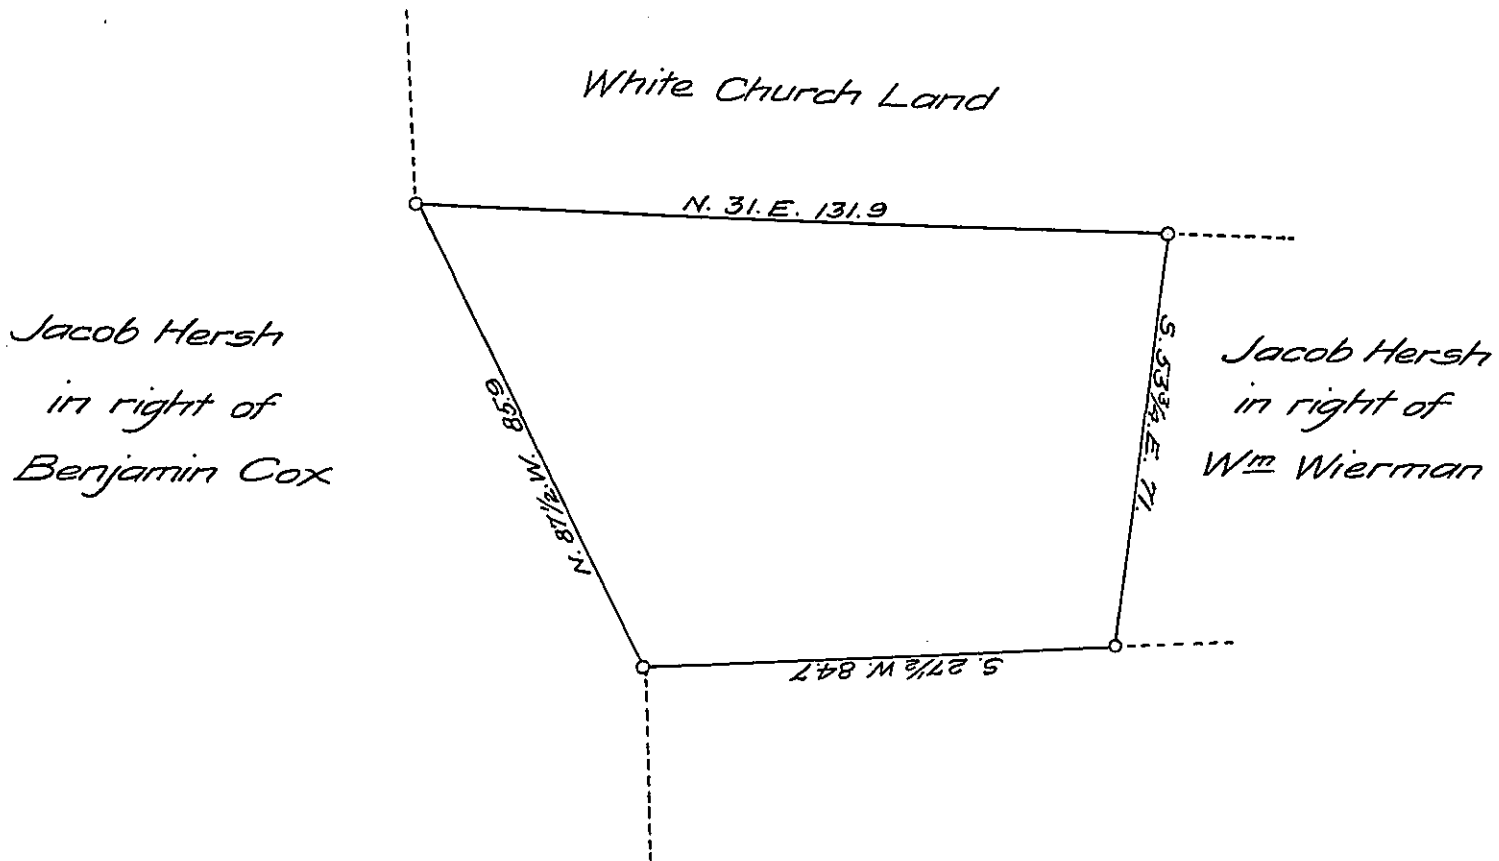 White Church Land
N. 31. E. 131.9
Jacob Hersh
in right of
Benjamin Cox
N. 87½. W. 85.9
S. 53¾. E. 71.
Jacob Hersh
in right of
Wm Wierman
S. 27½ W. 84.7